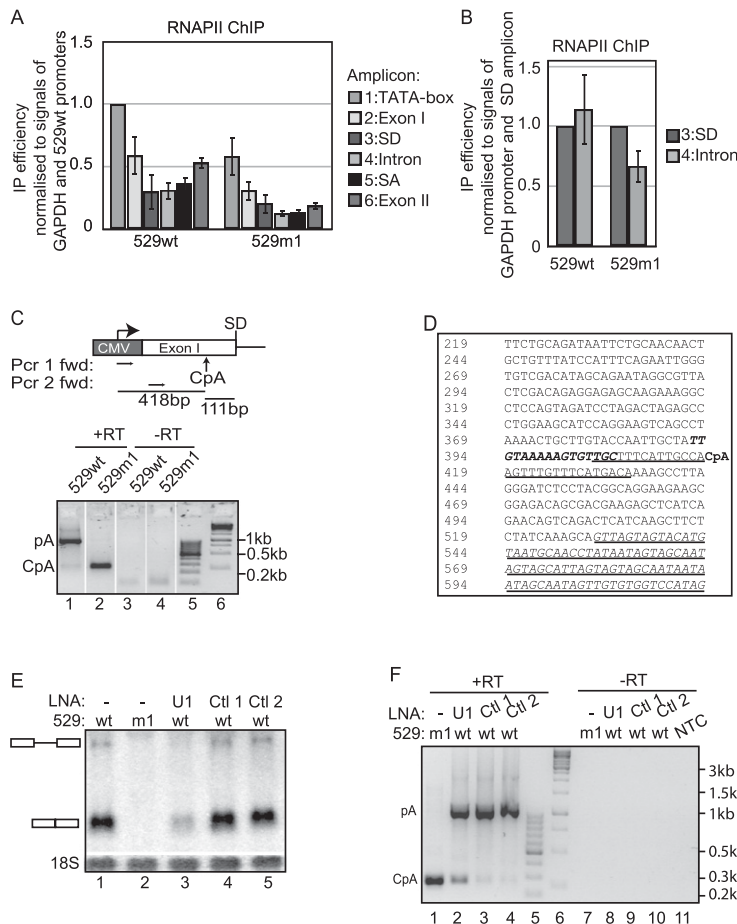 A
RNAPII ChIP
IP efficiency
normalised to signals of
GAPDH and 529wt promoters
1.5
1.0
0.5
0
529wt
529m1
Amplicon:
1:TATA-box
2:Exon I
3:SD
4:Intron
5:SA
6:Exon II
B
RNAPII ChIP
IP efficiency
normalised to signals of
GAPDH promoter and SD amplicon
1.5
1.0
0.5
0
529wt 529m1
3:SD
4:Intron
C
SD
CMV Exon I
Pcr 1 fwd:
Pcr 2 fwd:
CpA
418bp
111bp
+RT -RT
529wt 529m1 529wt 529m1
pA
CpA
1kb
0.5kb
0.2kb
1 2 3 4 5 6
D
219 TTCTGCAGATAATTCTGCAACAACT
244 GCTGTTTATCCATTTCAGAATTGGG
269 TGTCGACATAGCAGAATAGGCGTTA
294 CTCGACAGAGGAGAGCAAGAAATGG
319 CTCCAGTAGATCCTAGACTAGAGCC
344 CTGGAAGCATCCAGGAAGTCAGCCT
369 AAAACTGCTTGTACCAATTGCTATT
394 GTAAAAAGTGTTGCTTTCATTGCCACpA
419 AGTTTGTTTCATGACAAAAGCCTTA
444 GGGATCTCCTACGGCAGGAAGAAGC
469 GGAGACAGCGACGAAGAGCTCATCA
494 GAACAGTCAGACTCATCAAGCTTCT
519 CTATCAAAGCAGTTAGTAGTACATG
544 TAATGCAACCTATAATAGTAGCAAT
569 AGTAGCATTAGTAGTAGCAATAATA
594 ATAGCAATAGTTGTGTGGTCCATAG
E
LNA: - - U1 Ctl 1 Ctl 2
529: wt m1 wt wt wt
18S
1 2 3 4 5
F
+RT -RT
LNA: - U1 Ctl 1 Ctl 2 - U1 Ctl 1 Ctl 2
529: m1 wt wt wt m1 wt wt wt NTC
pA
CpA
3kb
1.5k
1kb
0.5k
0.3k
0.2k
1 2 3 4 5 6 7 8 9 10 11